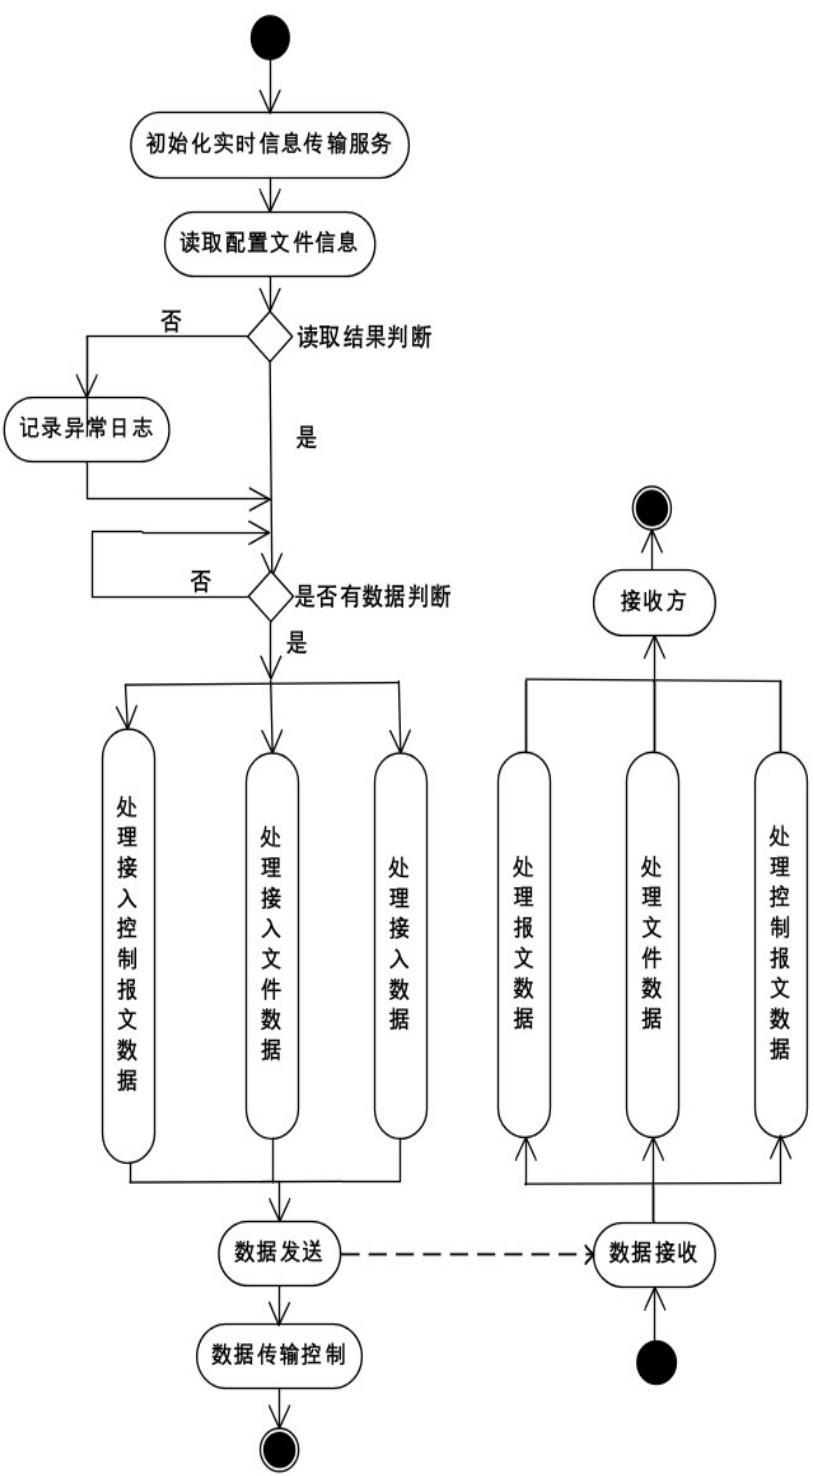 初始化实时信息传输服务
读取配置文件信息
否
读取结果判断
记录异常日志
是
否
是否有数据判断
是
处理接入控制报文数据
处理接入文件数据
处理接入数据
数据发送
数据传输控制
接收方
处理报文数据
处理文件数据
处理控制报文数据
数据接收